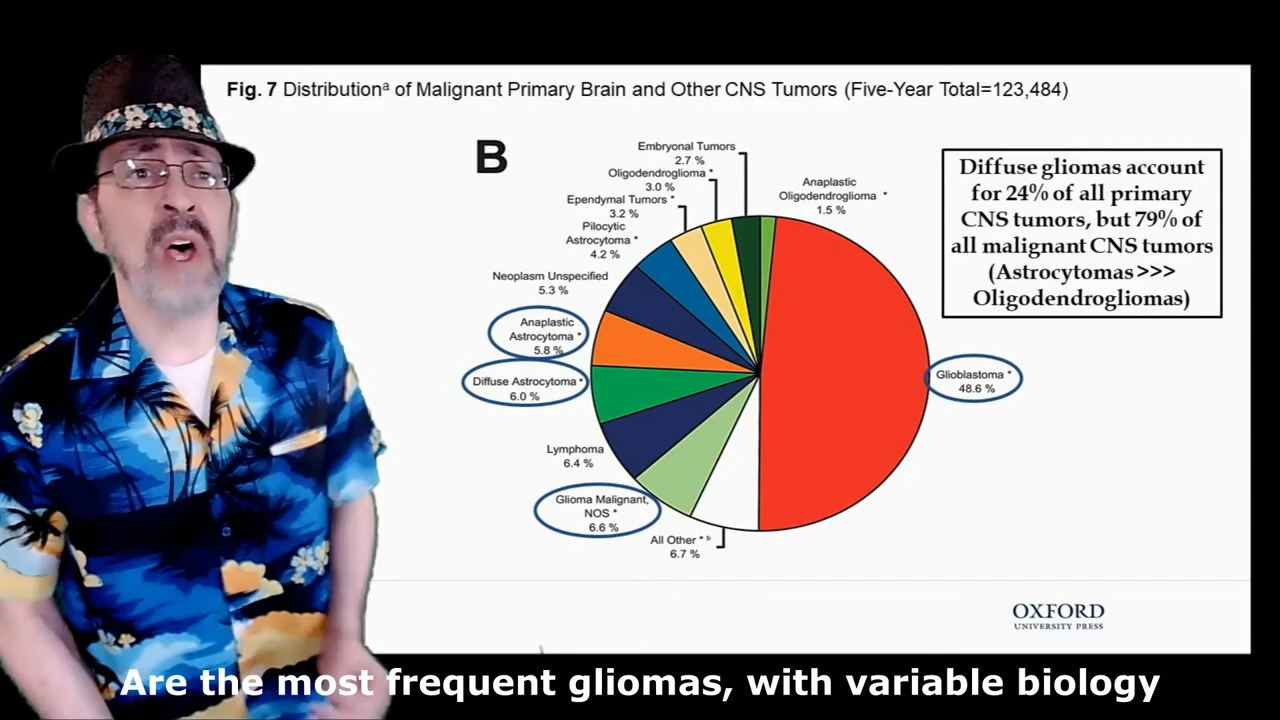 Fig. 7 Distributionᵃ of Malignant Primary Brain and Other CNS Tumors (Five-Year Total=123,484)
B
Embryonal Tumors
2.7 %
Oligodendroglioma *
3.0 %
Ependymal Tumors *
3.2 %
Pilocytic
Astrocytoma *
4.2 %
Neoplasm Unspecified
5.3 %
Anaplastic
Astrocytoma *
5.8 %
Diffuse Astrocytoma *
6.0 %
Lymphoma
6.4 %
Glioma Malignant,
NOS *
6.6 %
All Other * ᵇ
6.7 %
Anaplastic
Oligodendroglioma *
1.5 %
Glioblastoma *
48.6 %
Diffuse gliomas account
for 24% of all primary
CNS tumors, but 79% of
all malignant CNS tumors
(Astrocytomas >>>
Oligodendrogliomas)
OXFORD
UNIVERSITY PRESS
Are the most frequent gliomas, with variable biology